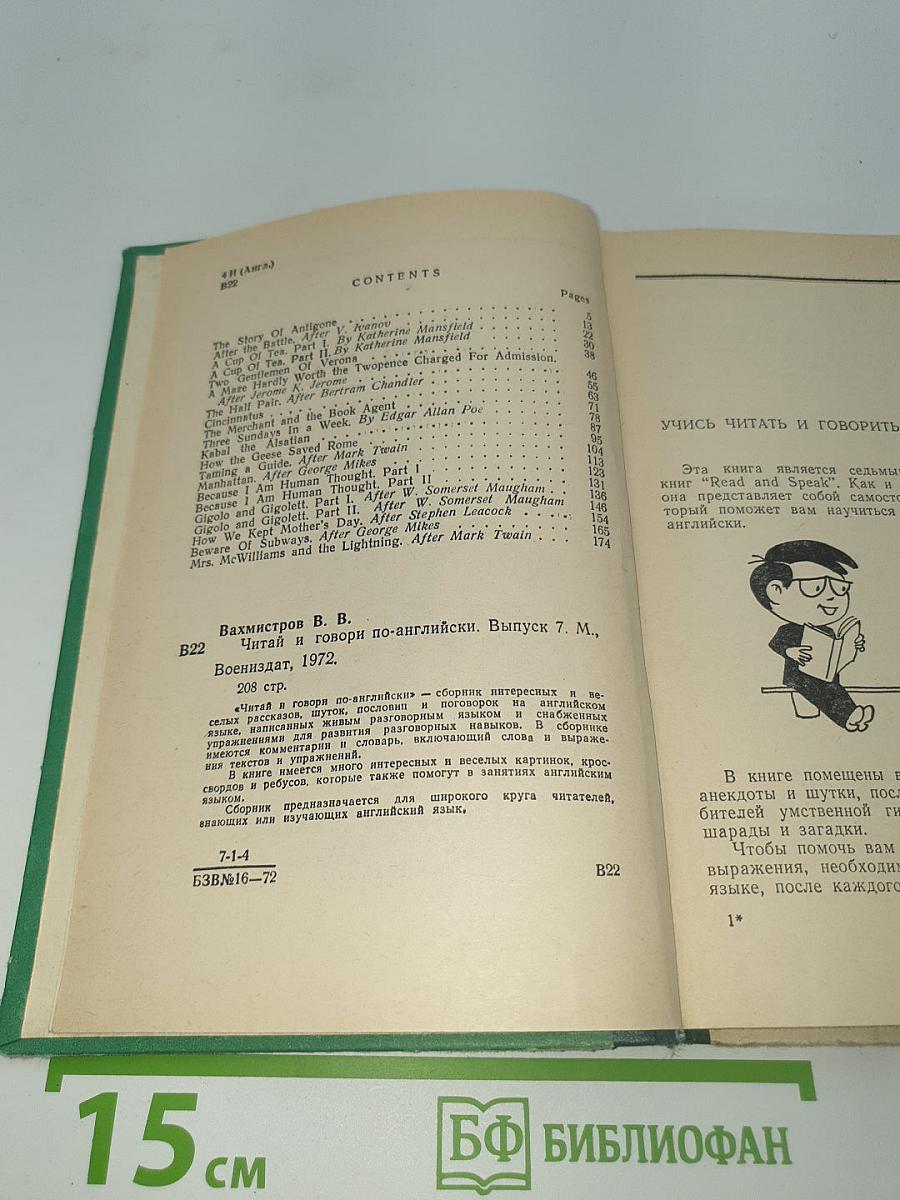 4 И (Англ.)
В22
CONTENTS
Pages
The Story Of Antigone . . . . . . . . . . . . . . 5
After the Battle. After V. Ivanov . . . . . . . . . . 13
A Cup Of Tea. Part I. By Katherine Mansfield . . . . . 22
A Cup Of Tea. Part II. By Katherine Mansfield . . . . . 30
Two Gentlemen Of Verona . . . . . . . . . . . . . 38
A Maze Hardly Worth the Twopence Charged For Admission.
After Jerome K. Jerome . . . . . . . . . . . . . 46
The Half Pair. After Bertram Chandler . . . . . . . . 55
Cincinnatus . . . . . . . . . . . . . . . . . . 63
The Merchant and the Book Agent . . . . . . . . . . 71
Three Sundays In a Week. By Edgar Allan Poe . . . . . 78
Kabal the Alsatian . . . . . . . . . . . . . . . 87
How the Geese Saved Rome . . . . . . . . . . . . 95
Taming a Guide. After Mark Twain . . . . . . . . . 104
Manhattan. After George Mikes . . . . . . . . . . 113
Because I Am Human Thought. Part I . . . . . . . . 123
Because I Am Human Thought. Part II . . . . . . . . 131
Gigolo and Gigolett. Part I. After W. Somerset Maugham . . 136
Gigolo and Gigolett. Part II. After W. Somerset Maugham 146
How We Kept Mother's Day. After Stephen Leacock . . . . 154
Beware Of Subways. After George Mikes . . . . . . . 165
Mrs. McWilliams and the Lightning. After Mark Twain . . . 174
Вахмистров В. В.
В22 Читай и говори по-английски. Выпуск 7. М.,
Воениздат, 1972.
208 стр.
«Читай и говори по-английски» — сборник интересных и ве-
селых рассказов, шуток, пословиц и поговорок на английском
языке, написанных живым разговорным языком и снабженных
упражнениями для развития разговорных навыков. В сборнике
имеются комментарии и словарь, включающий слова и выраже-
ния текстов и упражнений.
В книге имеется много интересных и веселых картинок, крос-
свордов и ребусов, которые также помогут в занятиях английским
языком.
Сборник предназначается для широкого круга читателей,
знающих или изучающих английский язык.
7-1-4
БЗВ№16—72
В22
УЧИСЬ ЧИТАТЬ И ГОВОРИТЬ
Эта книга является седьмы
книг “Read and Speak”. Как и
она представляет собой самосто
торый поможет вам научиться
английски.
В книге помещены в
анекдоты и шутки, посл
бителей умственной ги
шарады и загадки.
Чтобы помочь вам
выражения, необходим
языке, после каждого
1*
15 см
БФ БИБЛИОФАН